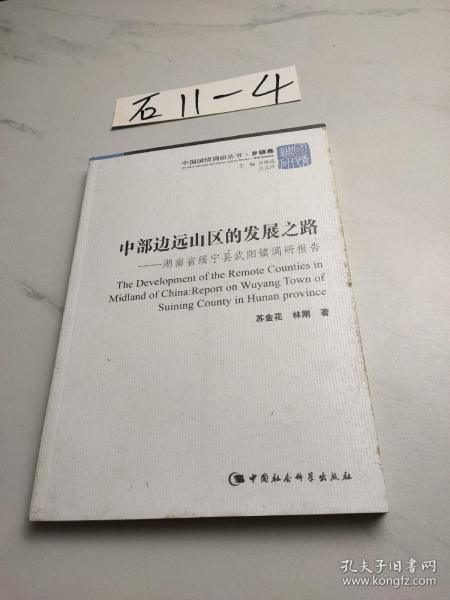 石11-4
中国国情调研丛书·乡镇卷
中部边远山区的发展之路
——湖南省绥宁县武阳镇调研报告
The Development of the Remote Counties in
Midland of China:Report on Wuyang Town of
Suining County in Hunan province
苏金花 林刚 著
中国社会科学出版社
孔夫子旧书网
www.kongfz.com